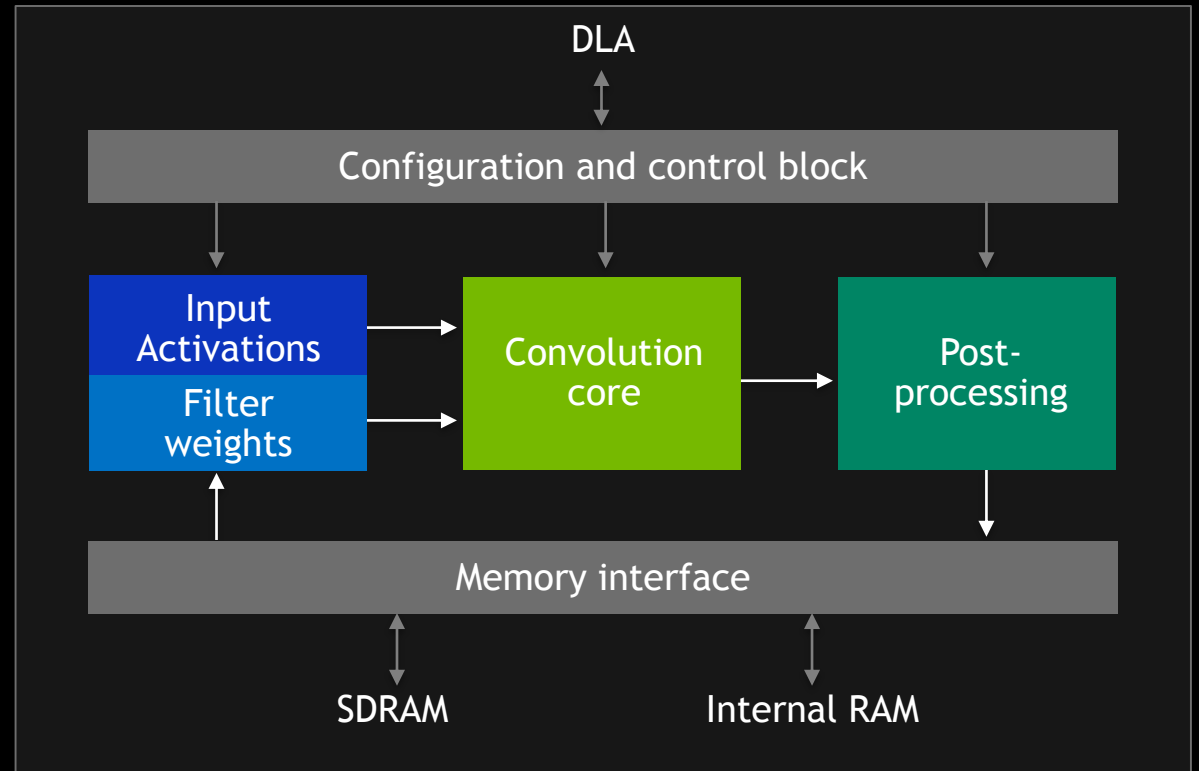 DLA
Configuration and control block
Input
Activations
Filter
weights
Convolution
core
Post-
processing
Memory interface
SDRAM
Internal RAM